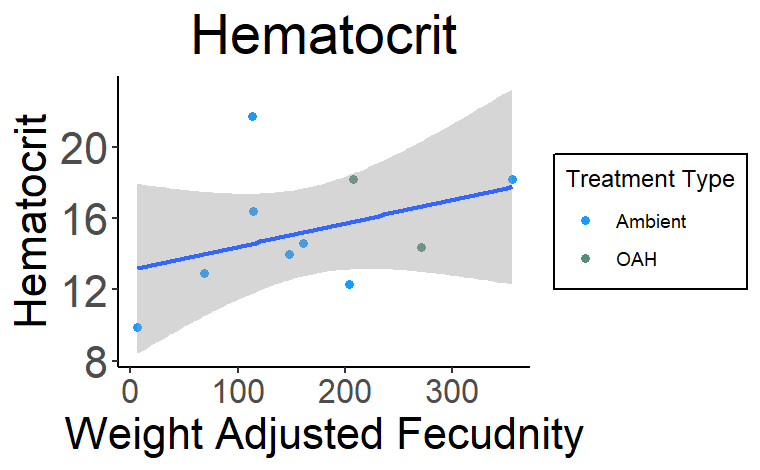 Hematocrit
Hematocrit
20
16
12
8
0 100 200 300
Weight Adjusted Fecudnity
Treatment Type
Ambient
OAH